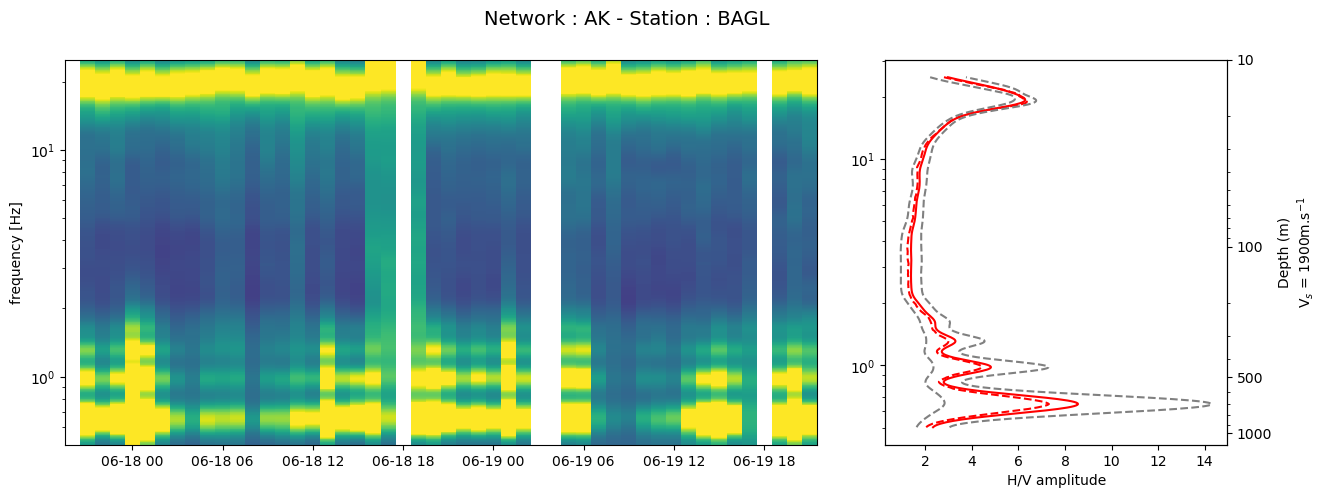 Network : AK - Station : BAGL
frequency [Hz]
10¹
10⁰
06-18 00 06-18 06 06-18 12 06-18 18 06-19 00 06-19 06 06-19 12 06-19 18
10¹
10⁰
2 4 6 8 10 12 14
H/V amplitude
10
100
500
1000
Depth (m)
Vₛ = 1900m.s⁻¹